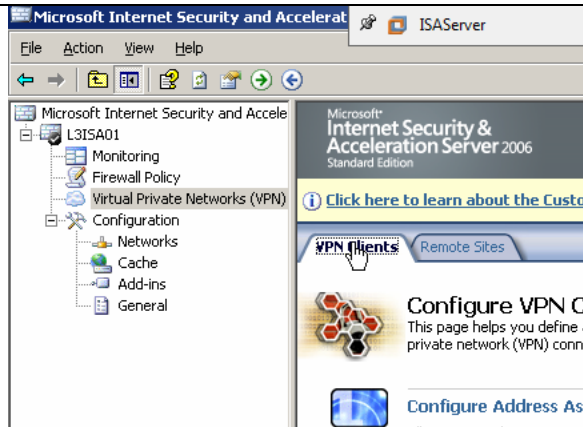 Microsoft Internet Security and Accelerat
ISAServer
File Action View Help
Microsoft Internet Security and Accele
L3ISA01
Monitoring
Firewall Policy
Virtual Private Networks (VPN)
Configuration
Networks
Cache
Add-ins
General
Microsoft
Internet
Security &
Acceleration Server 2006
Standard Edition
Click here to learn about the Custo
VPN Clients
Remote Sites
Configure VPN C
This page helps you define a
private network (VPN) conn
Configure Address As